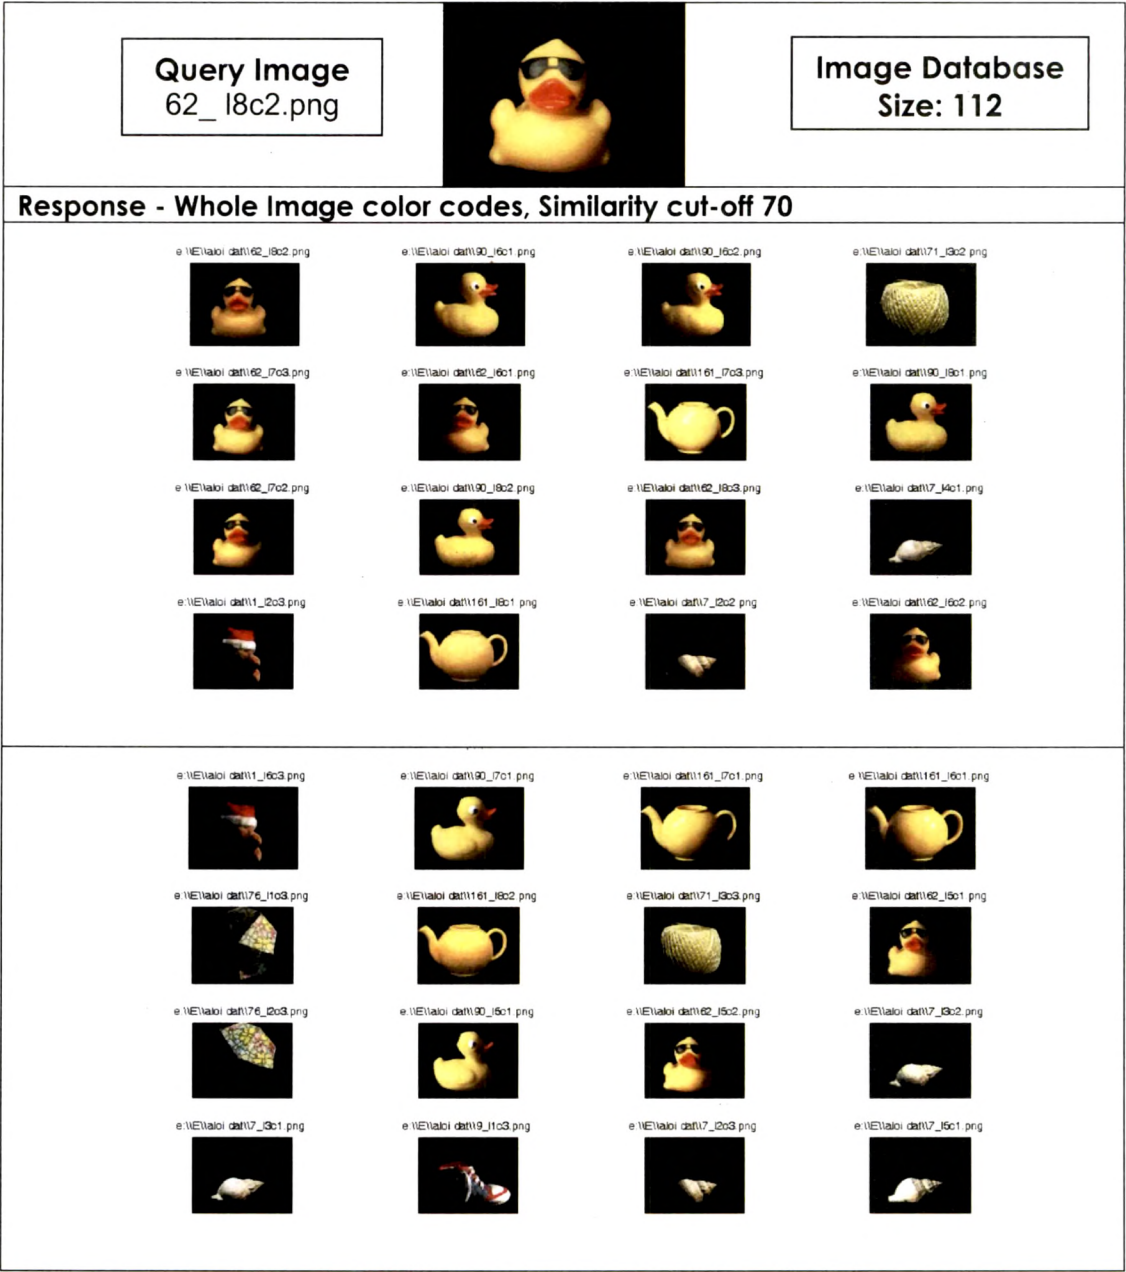 Query Image
62_ l8c2.png
Image Database
Size: 112
Response - Whole Image color codes, Similarity cut-off 70
e:\\E\\aloi dat\\62_l8c2.png
e:\\E\\aloi dat\\90_l6c1.png
e:\\E\\aloi dat\\90_l6c2.png
e:\\E\\aloi dat\\71_l3c2.png
e:\\E\\aloi dat\\62_l7c3.png
e:\\E\\aloi dat\\62_l6c1.png
e:\\E\\aloi dat\\161_l7c3.png
e:\\E\\aloi dat\\90_l8c1.png
e:\\E\\aloi dat\\62_l7c2.png
e:\\E\\aloi dat\\90_l8c2.png
e:\\E\\aloi dat\\62_l8c3.png
e:\\E\\aloi dat\\7_l4c1.png
e:\\E\\aloi dat\\1_l2c3.png
e:\\E\\aloi dat\\161_l8c1.png
e:\\E\\aloi dat\\7_l2c2.png
e:\\E\\aloi dat\\62_l6c2.png
e:\\E\\aloi dat\\1_l6c3.png
e:\\E\\aloi dat\\90_l7c1.png
e:\\E\\aloi dat\\161_l7c1.png
e:\\E\\aloi dat\\161_l6c1.png
e:\\E\\aloi dat\\76_l1c3.png
e:\\E\\aloi dat\\161_l8c2.png
e:\\E\\aloi dat\\71_l3c3.png
e:\\E\\aloi dat\\62_l5c1.png
e:\\E\\aloi dat\\76_l2c3.png
e:\\E\\aloi dat\\90_l5c1.png
e:\\E\\aloi dat\\62_l5c2.png
e:\\E\\aloi dat\\7_l3c2.png
e:\\E\\aloi dat\\7_l3c1.png
e:\\E\\aloi dat\\9_l1c3.png
e:\\E\\aloi dat\\7_l2c3.png
e:\\E\\aloi dat\\7_l5c1.png